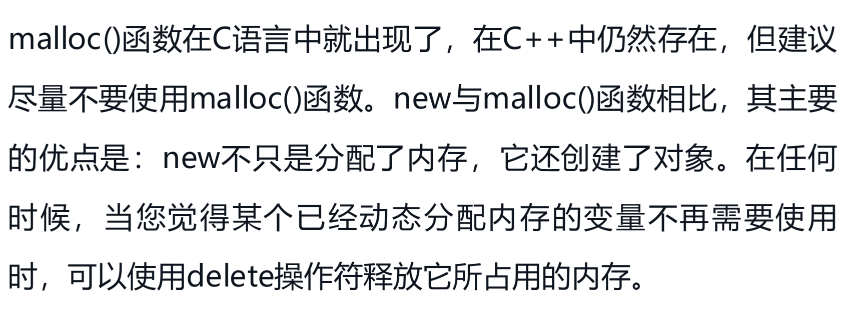 malloc()函数在C语言中就出现了，在C++中仍然存在，但建议
尽量不要使用malloc()函数。new与malloc()函数相比，其主要
的优点是：new不只是分配了内存，它还创建了对象。在任何
时候，当您觉得某个已经动态分配内存的变量不再需要使用
时，可以使用delete操作符释放它所占用的内存。